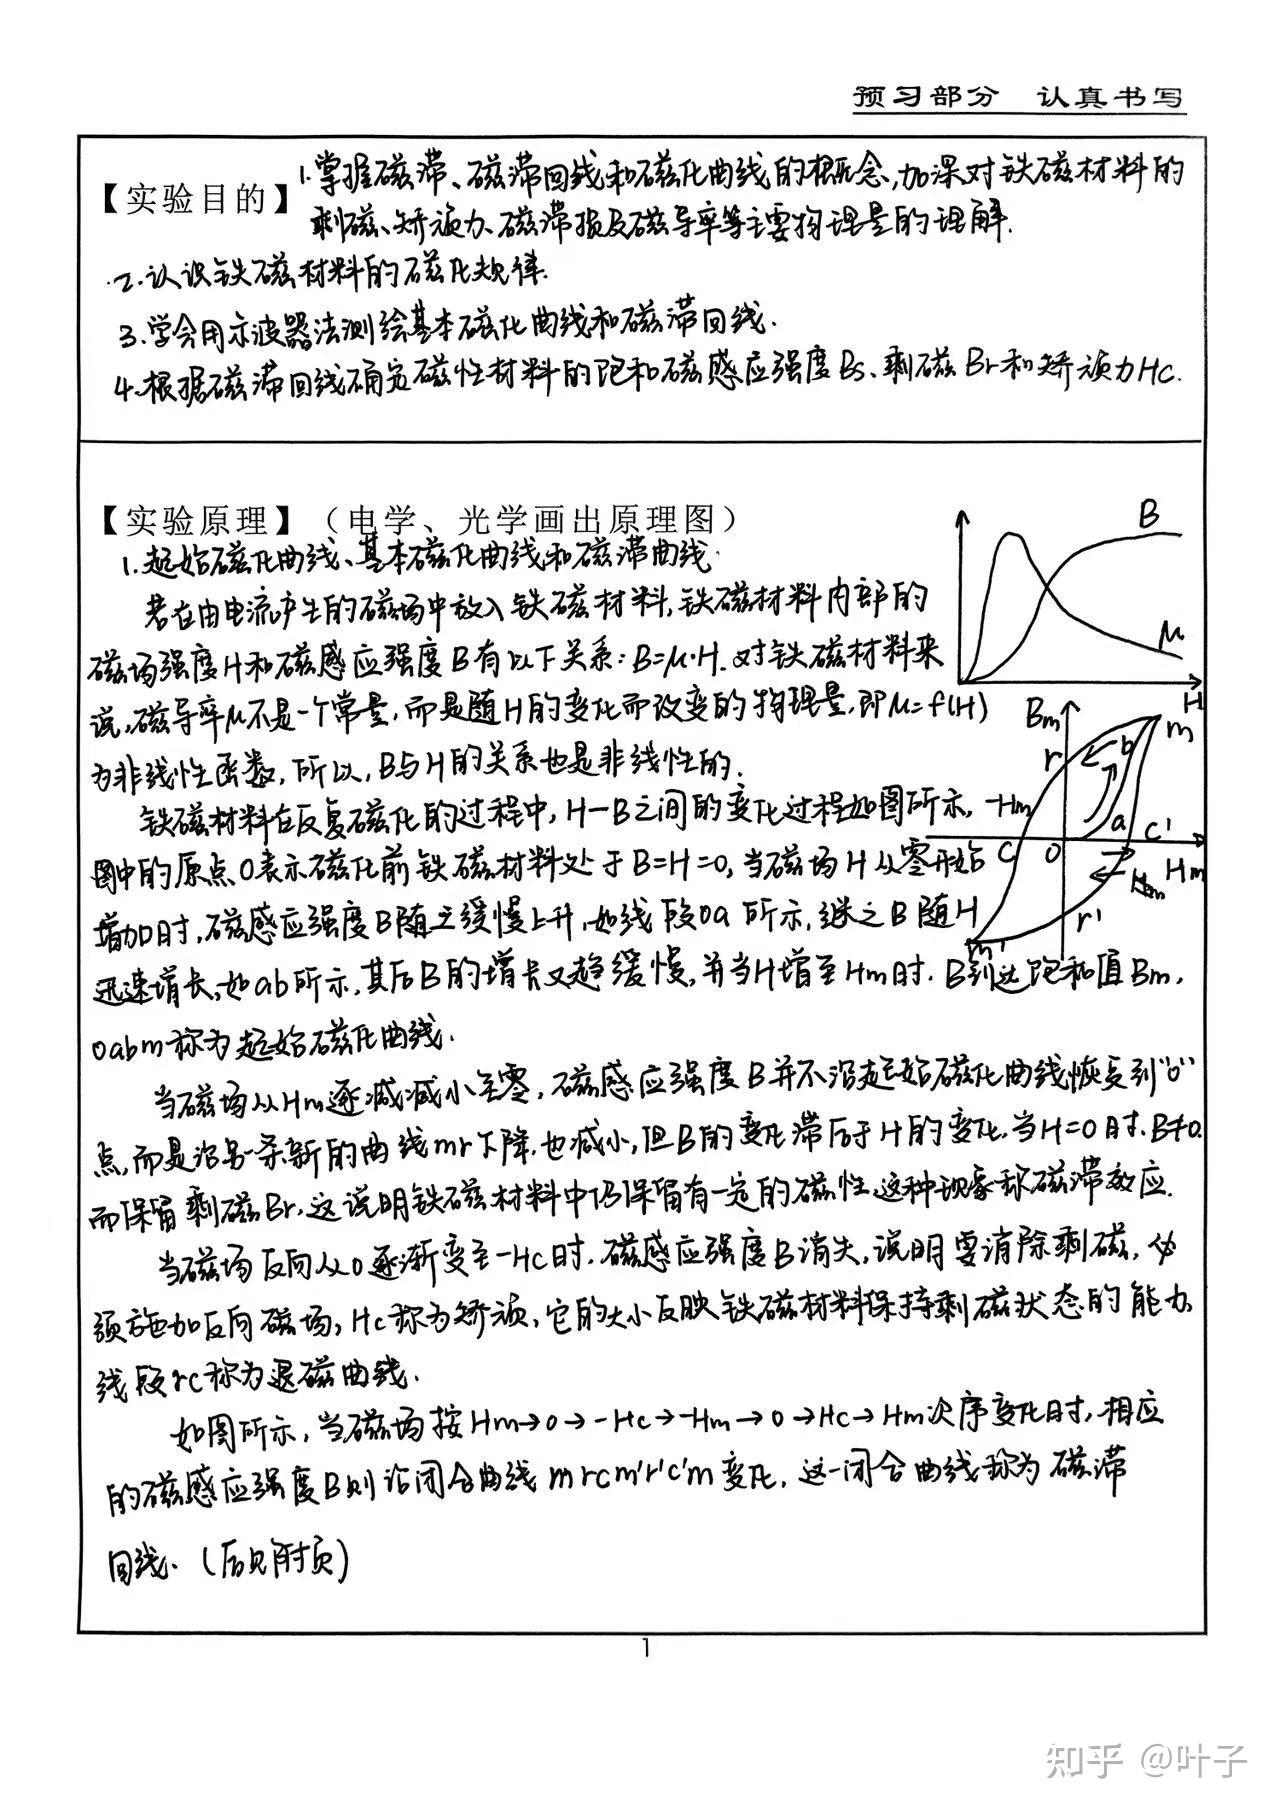 预习部分 认真书写
【实验目的】 1.掌握磁滞、磁滞回线和磁化曲线的概念,加深对铁磁材料的
剩磁、矫顽力、磁滞损及磁导率等主要物理量的理解.
2.认识铁磁材料的磁化规律.
3.学会用示波器法测绘基本磁化曲线和磁滞回线.
4.根据磁滞回线确定磁性材料的饱和磁感应强度Bs、剩磁Br和矫顽力Hc.
【实验原理】(电学、光学画出原理图)
1.起始磁化曲线、基本磁化曲线和磁滞曲线.
若在由电流产生的磁场中放入铁磁材料,铁磁材料内部的
磁场强度H和磁感应强度B有以下关系:B=μ·H.对铁磁材料来
说,磁导率μ不是一个常量,而是随H的变化而改变的物理量,即μ=f(H)
为非线性函数,所以,B与H的关系也是非线性的.
铁磁材料在反复磁化的过程中,H-B之间的变化过程如图所示,
图中的原点O表示磁化前铁磁材料处于B=H=0,当磁场H从零开始
增加时,磁感应强度B随之缓慢上升,如线段oa所示,继之B随H
迅速增长,如ab所示,其后B的增长又趋缓慢,并当H增至Hm时.B到达饱和值Bm,
oabm称为起始磁化曲线.
当磁场从Hm逐减减小至零,磁感应强度B并不沿起始磁化曲线恢复到"0"
点,而是沿另一条新的曲线mr下降,也减小,但B的变化滞后于H的变化.当H=0时.B≠0.
而保留剩磁Br,这说明铁磁材料中仍保留有一定的磁性,这种现象称磁滞效应.
当磁场反向从0逐渐变至-Hc时,磁感应强度B消失,说明要消除剩磁,必
须施加反向磁场,Hc称为矫顽,它的大小反映铁磁材料保持剩磁状态的能力,
线段rc称为退磁曲线.
如图所示,当磁场按Hm→0→-Hc→-Hm→0→Hc→Hm次序变化时,相应
的磁感应强度B则沿闭合曲线mrcm'r'c'm变化,这一闭合曲线称为磁滞
回线.(后见附页)
B
μ
H
Bm
m
r
b
-Hm
a
c'
c
O
Hm
Hm
r'
m'
1
知乎 @叶子